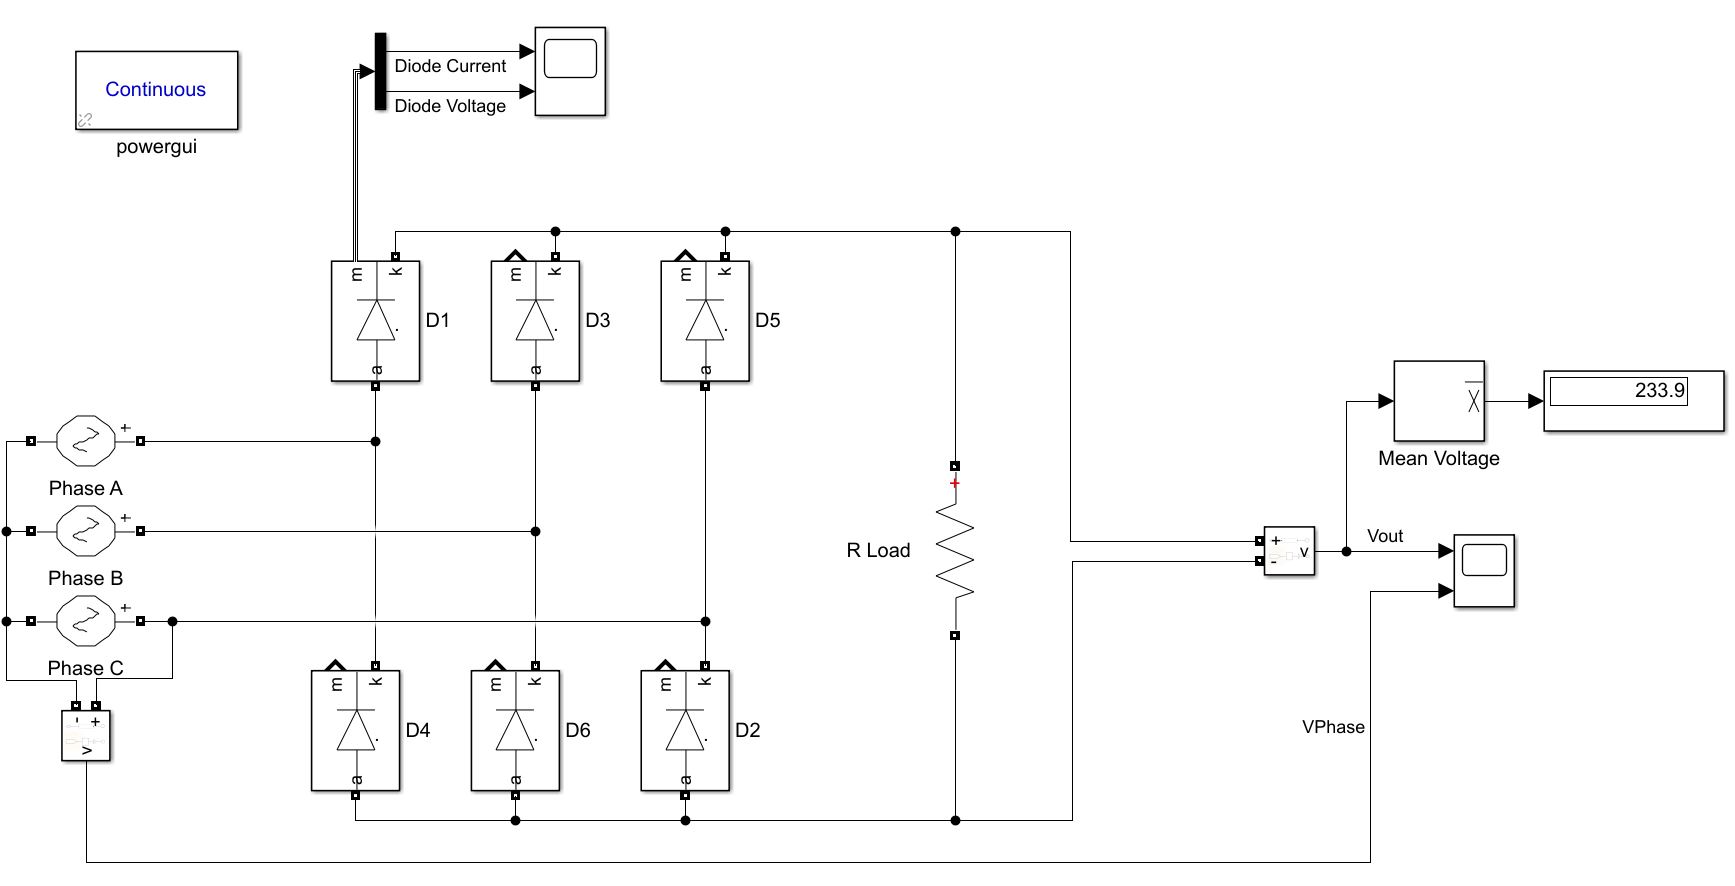 Continuous
powergui
Diode Current
Diode Voltage
m
k
a
D1
m
k
a
D3
m
k
a
D5
+
Phase A
+
Phase B
+
Phase C
- +
v
m
k
a
D4
m
k
a
D6
m
k
a
D2
+
R Load
+
-
v
Vout
x
Mean Voltage
233.9
VPhase